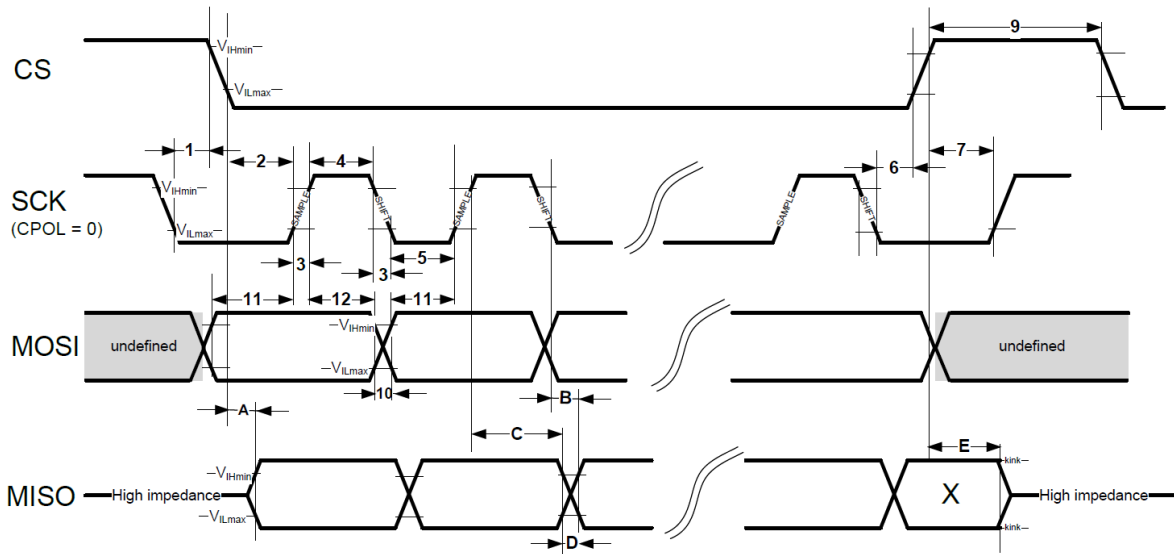 9
VIHmin
CS
VILmax
1
2
4
6
7
VIHmin
SAMPLE
SHIFT
SAMPLE
SHIFT
SAMPLE
SHIFT
SCK
(CPOL = 0)
VILmax
3
3
5
11
12
11
MOSI
undefined
VIHmin
undefined
VILmax
10
A
B
C
E
VIHmin
kink
MISO
High impedance
X
High impedance
VILmax
kink
D